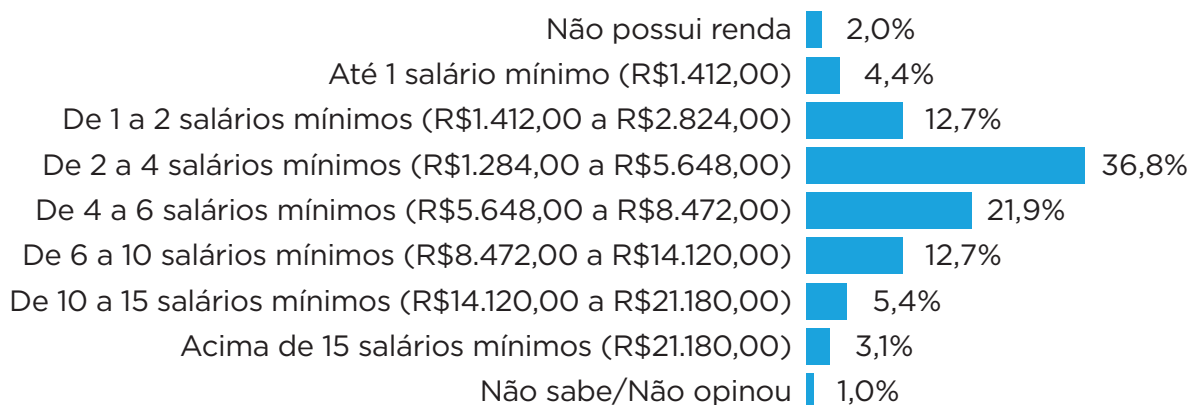 Não possui renda 2,0%
Até 1 salário mínimo (R$1.412,00) 4,4%
De 1 a 2 salários mínimos (R$1.412,00 a R$2.824,00) 12,7%
De 2 a 4 salários mínimos (R$1.284,00 a R$5.648,00) 36,8%
De 4 a 6 salários mínimos (R$5.648,00 a R$8.472,00) 21,9%
De 6 a 10 salários mínimos (R$8.472,00 a R$14.120,00) 12,7%
De 10 a 15 salários mínimos (R$14.120,00 a R$21.180,00) 5,4%
Acima de 15 salários mínimos (R$21.180,00) 3,1%
Não sabe/Não opinou 1,0%